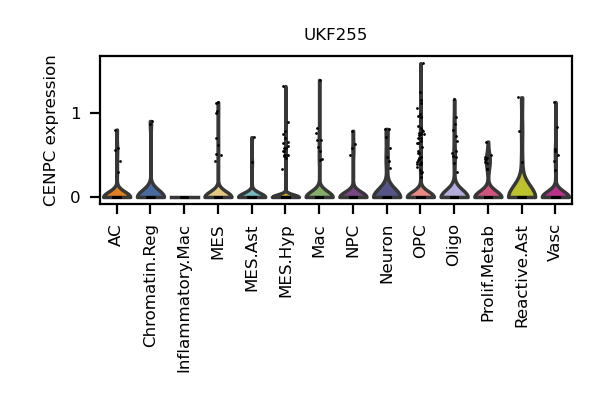 UKF255
CENPC expression
1
0
AC
Chromatin.Reg
Inflammatory.Mac
MES
MES.Ast
MES.Hyp
Mac
NPC
Neuron
OPC
Oligo
Prolif.Metab
Reactive.Ast
Vasc